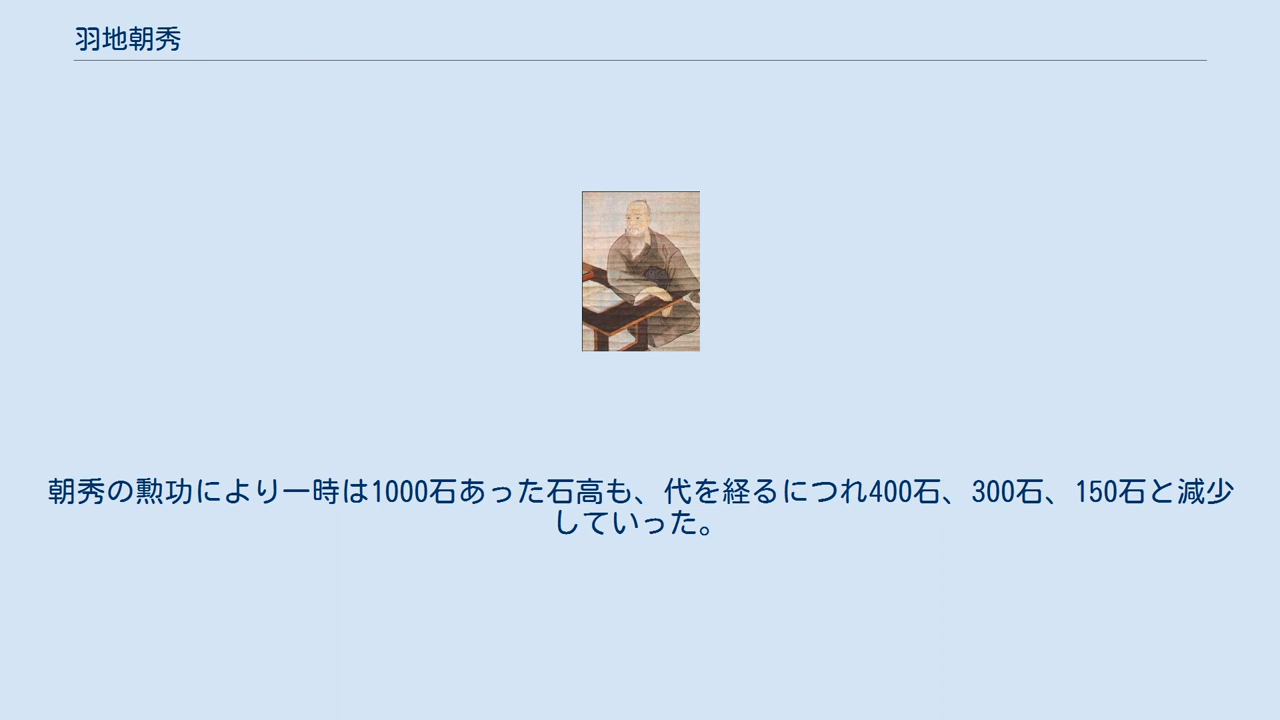 羽地朝秀
朝秀の勲功により一時は1000石あった石高も、代を経るにつれ400石、300石、150石と減少
していった。